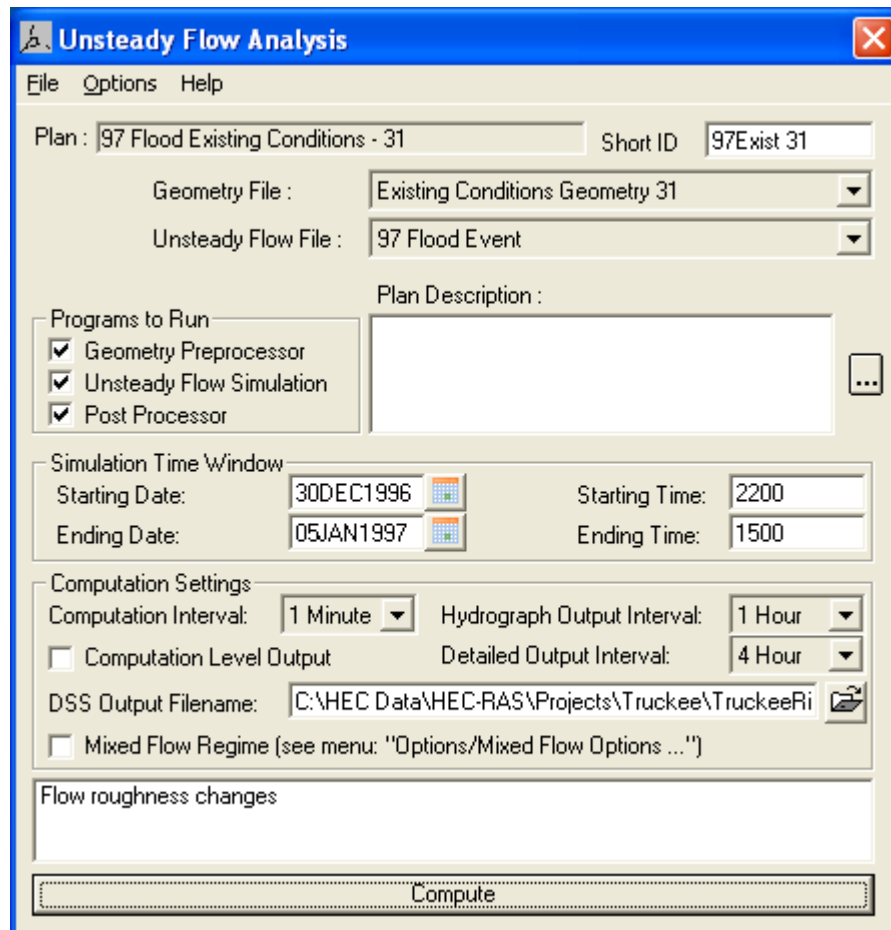 Unsteady Flow Analysis
File Options Help
Plan : 97 Flood Existing Conditions - 31 Short ID 97Exist 31
Geometry File : Existing Conditions Geometry 31
Unsteady Flow File : 97 Flood Event
Plan Description :
Programs to Run
Geometry Preprocessor
Unsteady Flow Simulation
Post Processor
...
Simulation Time Window
Starting Date: 30DEC1996 Starting Time: 2200
Ending Date: 05JAN1997 Ending Time: 1500
Computation Settings
Computation Interval: 1 Minute Hydrograph Output Interval: 1 Hour
Computation Level Output Detailed Output Interval: 4 Hour
DSS Output Filename: C:\HEC Data\HEC-RAS\Projects\Truckee\TruckeeRi
Mixed Flow Regime (see menu: "Options/Mixed Flow Options ...")
Flow roughness changes
Compute